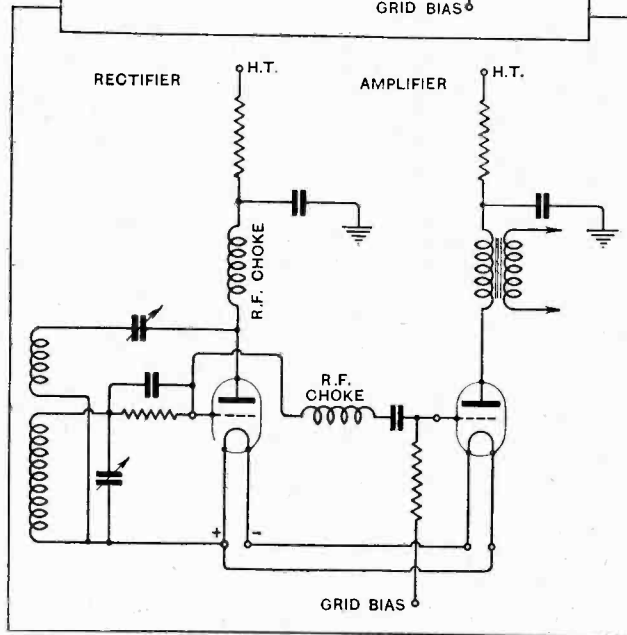 GRID BIAS
RECTIFIER
H.T.
AMPLIFIER
H.T.
R.F. CHOKE
R.F.
CHOKE
+
-
GRID BIAS